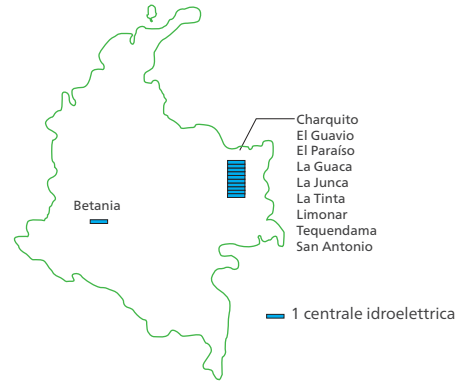 Charquito
El Guavio
El Paraíso
La Guaca
La Junca
La Tinta
Limonar
Tequendama
San Antonio
Betania
1 centrale idroelettrica